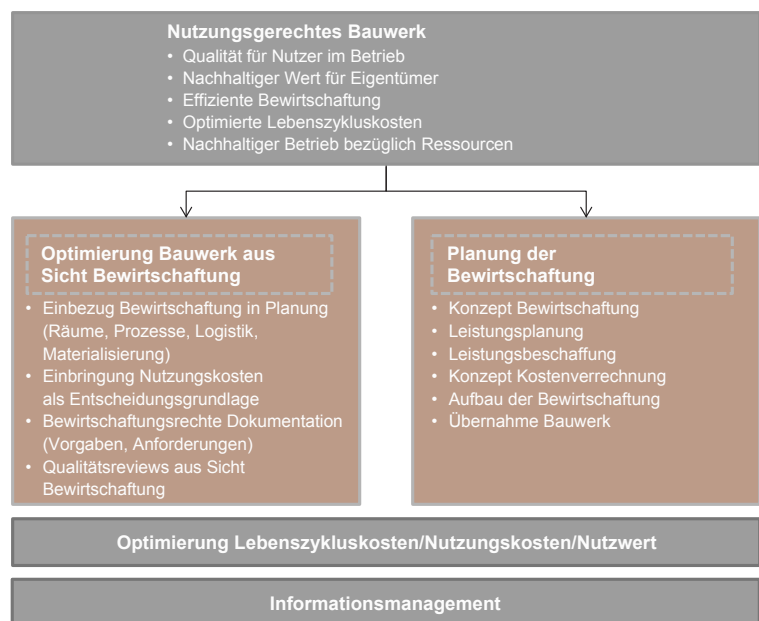 Nutzungsgerechtes Bauwerk
• Qualität für Nutzer im Betrieb
• Nachhaltiger Wert für Eigentümer
• Effiziente Bewirtschaftung
• Optimierte Lebenszykluskosten
• Nachhaltiger Betrieb bezüglich Ressourcen
Optimierung Bauwerk aus
Sicht Bewirtschaftung
• Einbezug Bewirtschaftung in Planung
(Räume, Prozesse, Logistik,
Materialisierung)
• Einbringung Nutzungskosten
als Entscheidungsgrundlage
• Bewirtschaftungsrechte Dokumentation
(Vorgaben, Anforderungen)
• Qualitätsreviews aus Sicht
Bewirtschaftung
Planung der
Bewirtschaftung
• Konzept Bewirtschaftung
• Leistungsplanung
• Leistungsbeschaffung
• Konzept Kostenverrechnung
• Aufbau der Bewirtschaftung
• Übernahme Bauwerk
Optimierung Lebenszykluskosten/Nutzungskosten/Nutzwert
Informationsmanagement